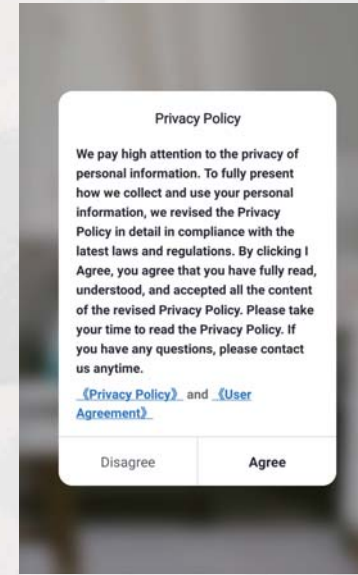 Privacy Policy
We pay high attention to the privacy of
personal information. To fully present
how we collect and use your personal
information, we revised the Privacy
Policy in detail in compliance with the
latest laws and regulations. By clicking I
Agree, you agree that you have fully read,
understood, and accepted all the content
of the revised Privacy Policy. Please take
your time to read the Privacy Policy. If
you have any questions, please contact
us anytime.
《Privacy Policy》 and 《User
Agreement》
Disagree Agree